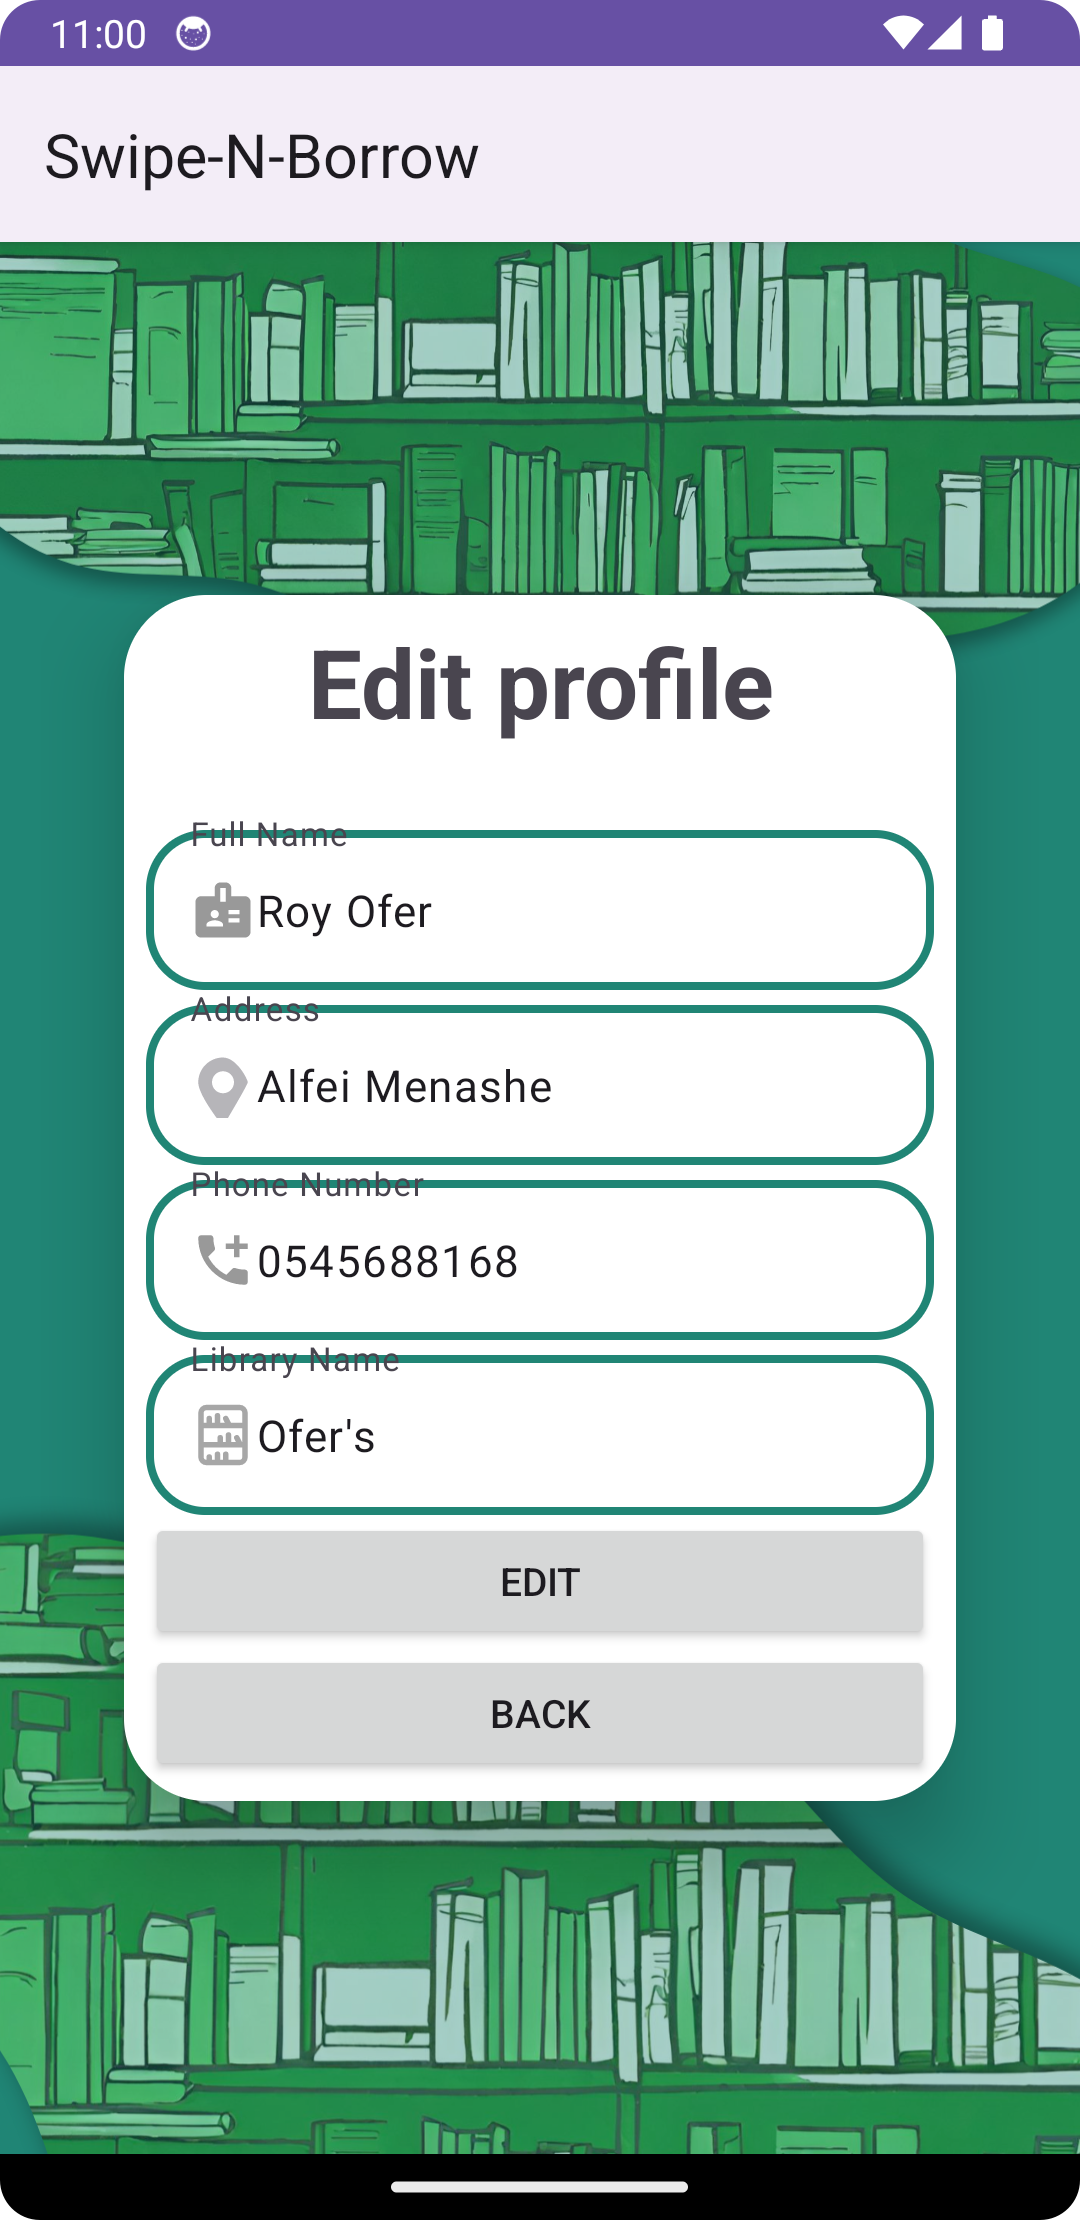 11:00
Swipe-N-Borrow
Edit profile
Full Name
Roy Ofer
Address
Alfei Menashe
Phone Number
0545688168
Library Name
Ofer's
EDIT
BACK